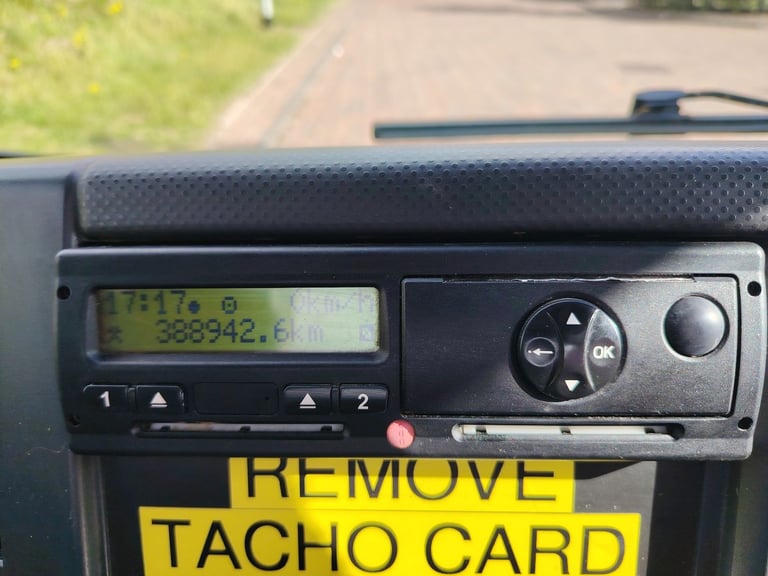 17:17 0km/h
388942.6km
1 2
OK
REMOVE
TACHO CARD